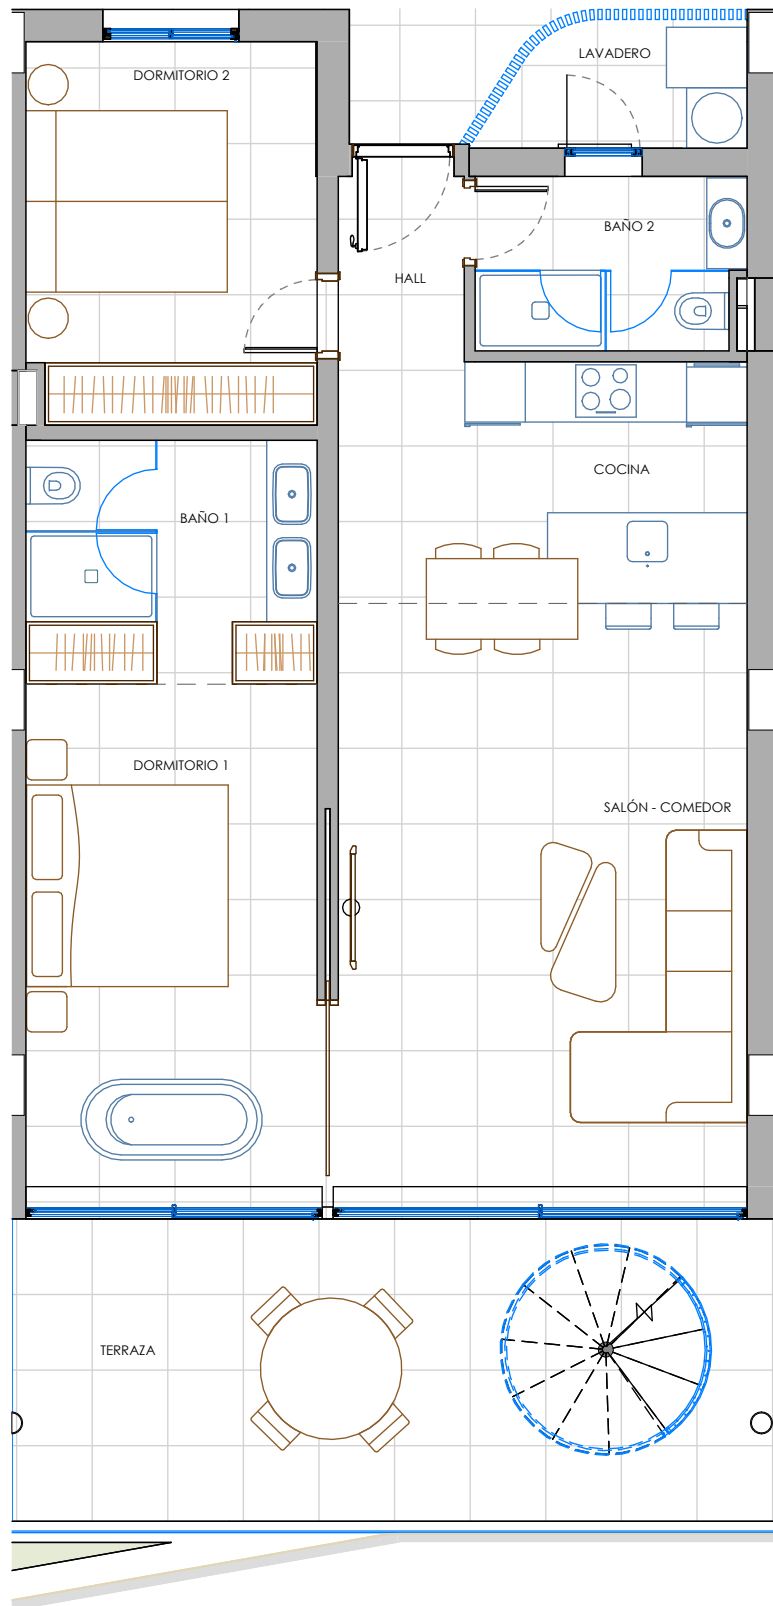 LAVADERO
DORMITORIO 2
BAÑO 2
HALL
COCINA
BAÑO 1
DORMITORIO 1
SALÓN - COMEDOR
TERRAZA